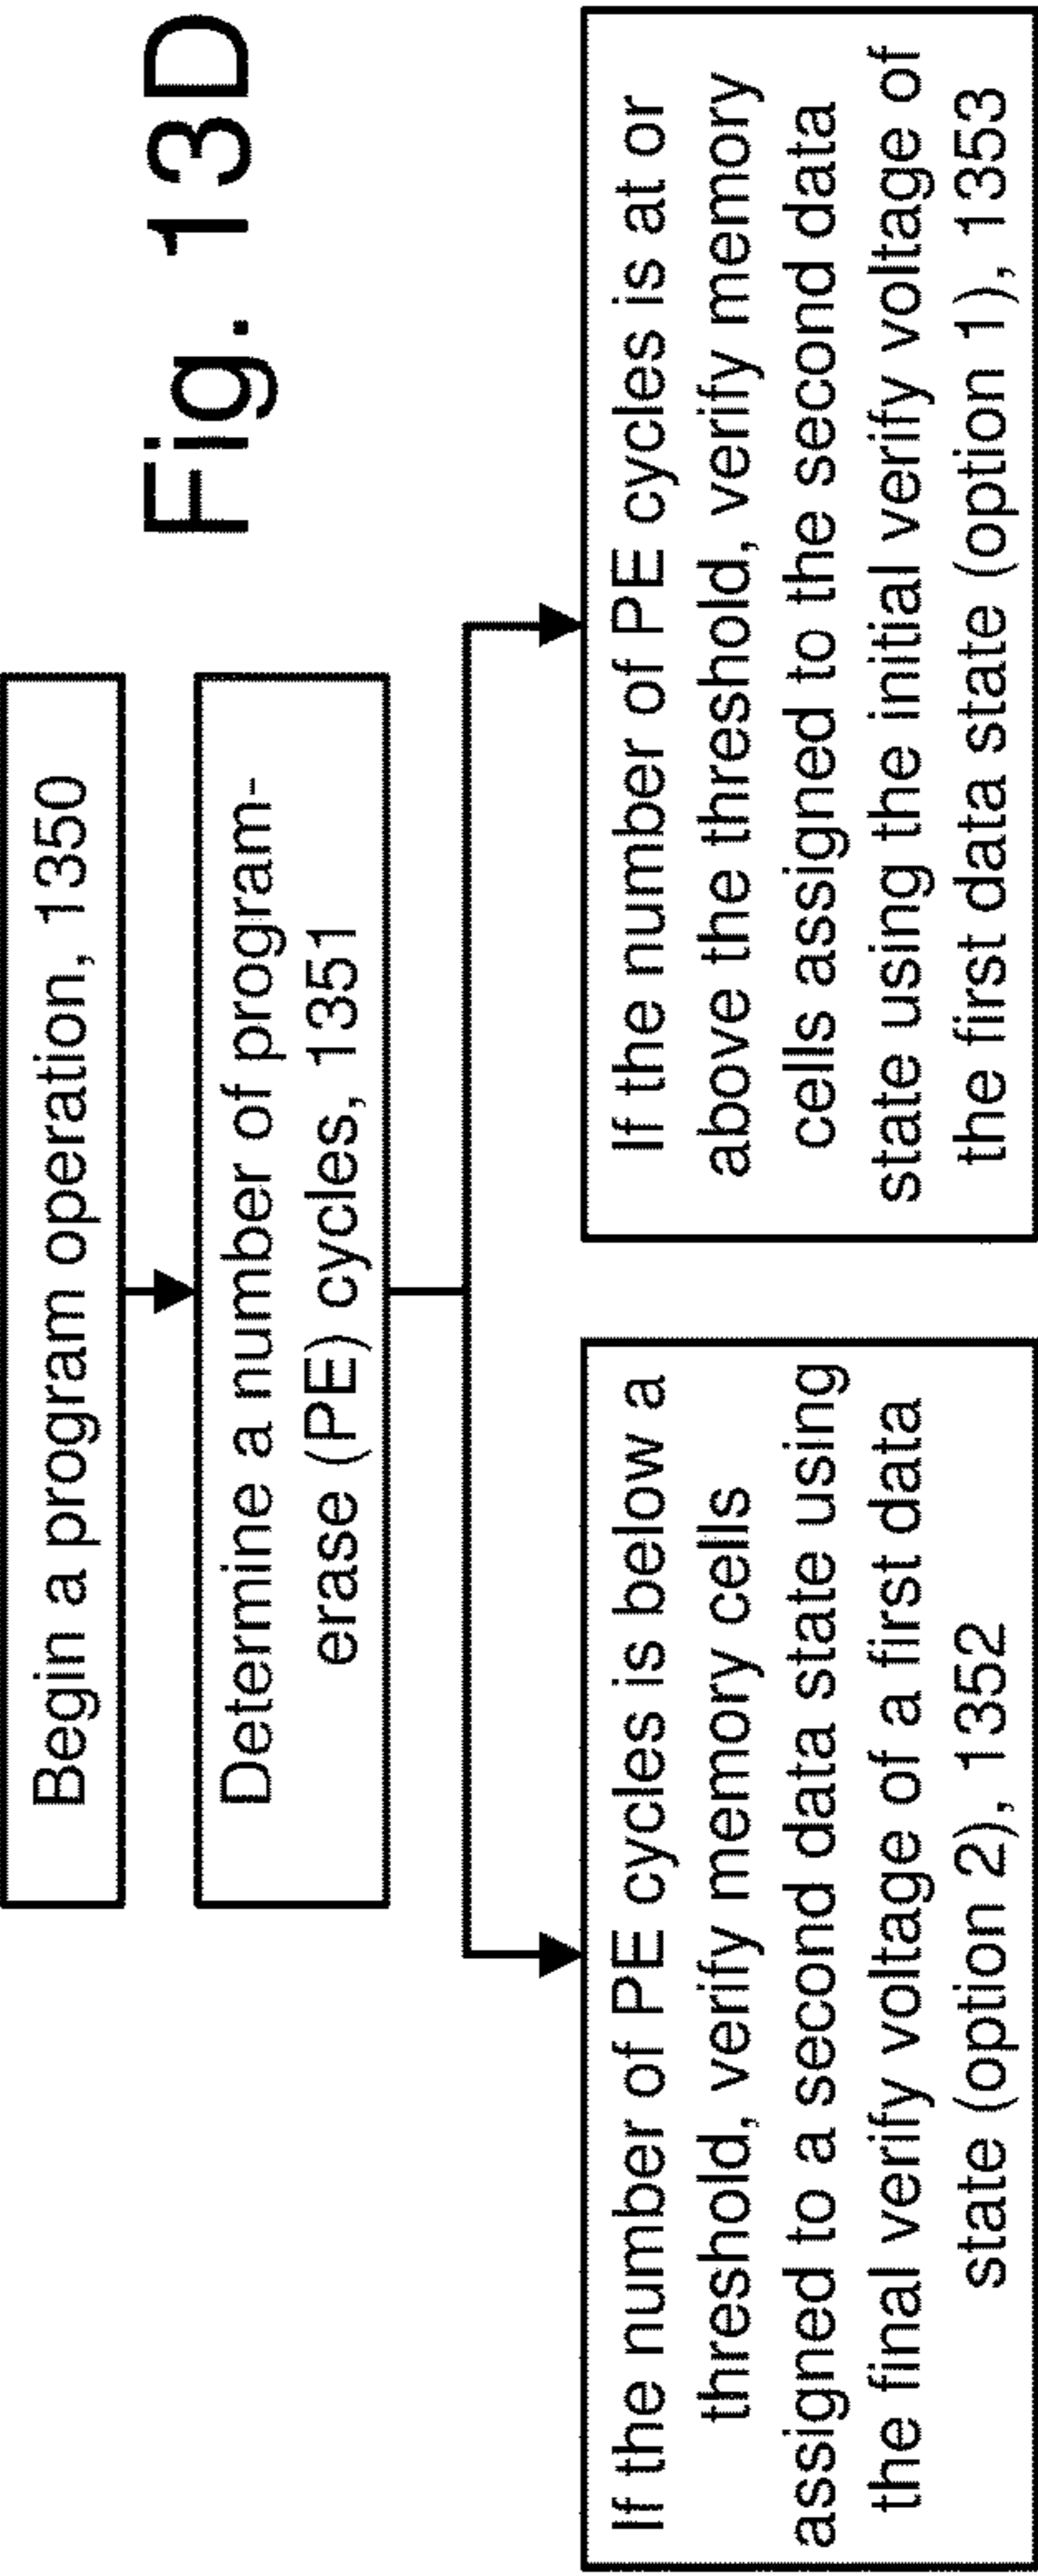 Fig. 13D
Begin a program operation, 1350
Determine a number of program-
erase (PE) cycles, 1351
If the number of PE cycles is below a
threshold, verify memory cells
assigned to a second data state using
the final verify voltage of a first data
state (option 2), 1352
If the number of PE cycles is at or
above the threshold, verify memory
cells assigned to the second data
state using the initial verify voltage of
the first data state (option 1), 1353